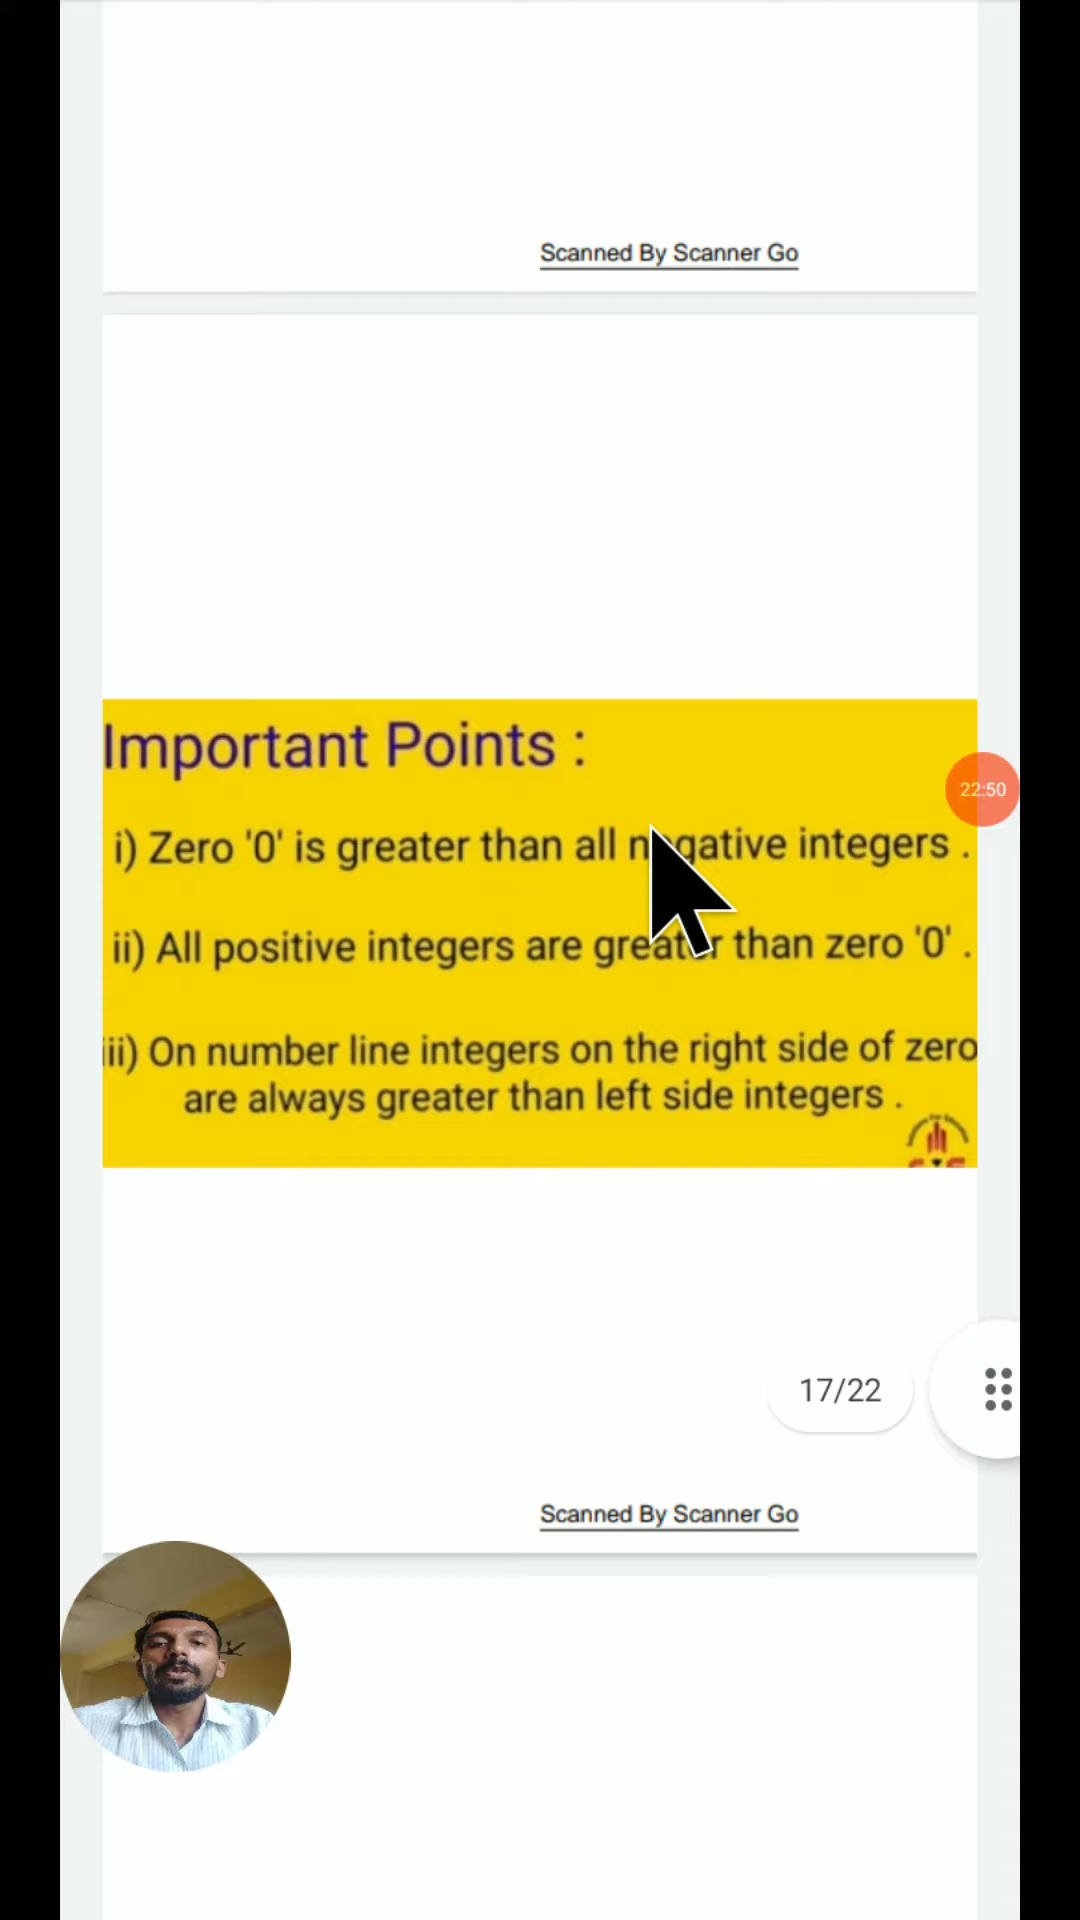 Scanned By Scanner Go
Important Points :
i) Zero '0' is greater than all negative integers .
22:50
ii) All positive integers are greater than zero '0' .
iii) On number line integers on the right side of zero
are always greater than left side integers .
17/22
Scanned By Scanner Go